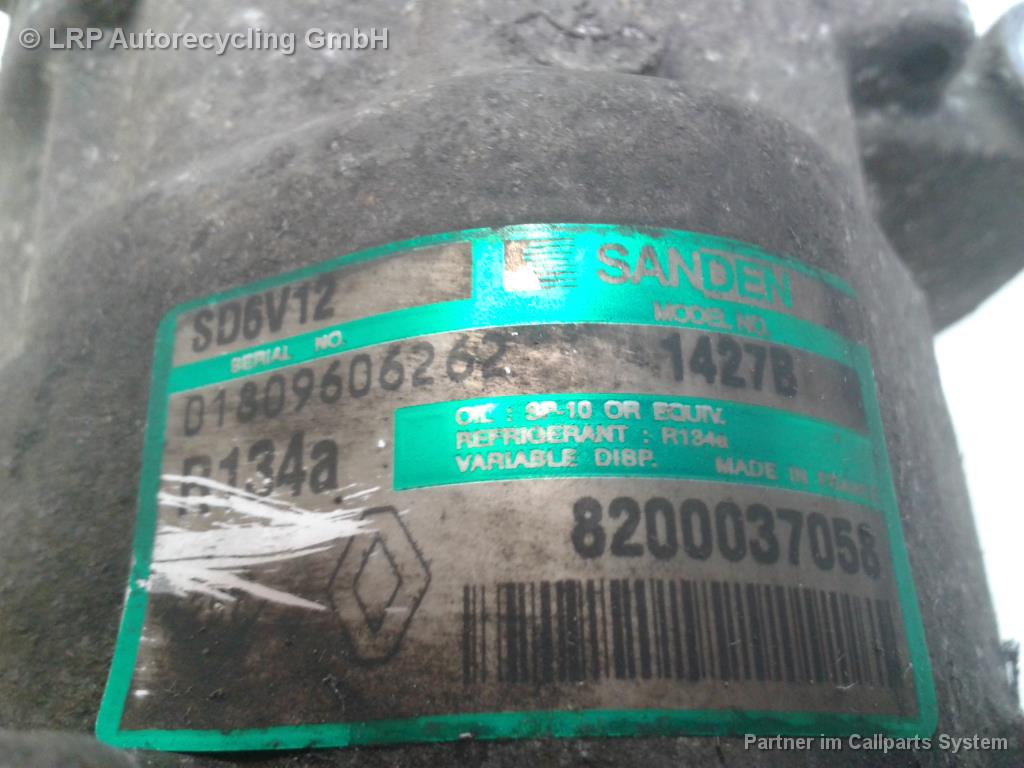 © LRP Autorecycling GmbH
SANDEN
SD6V12
MODEL NO.
SERIAL NO.
1427B
01809606262
OIL : SP-10 OR EQUIV.
REFRIGERANT : R134a
R134a
VARIABLE DISP. MADE IN FRANCE
8200037058
Partner im Callparts System